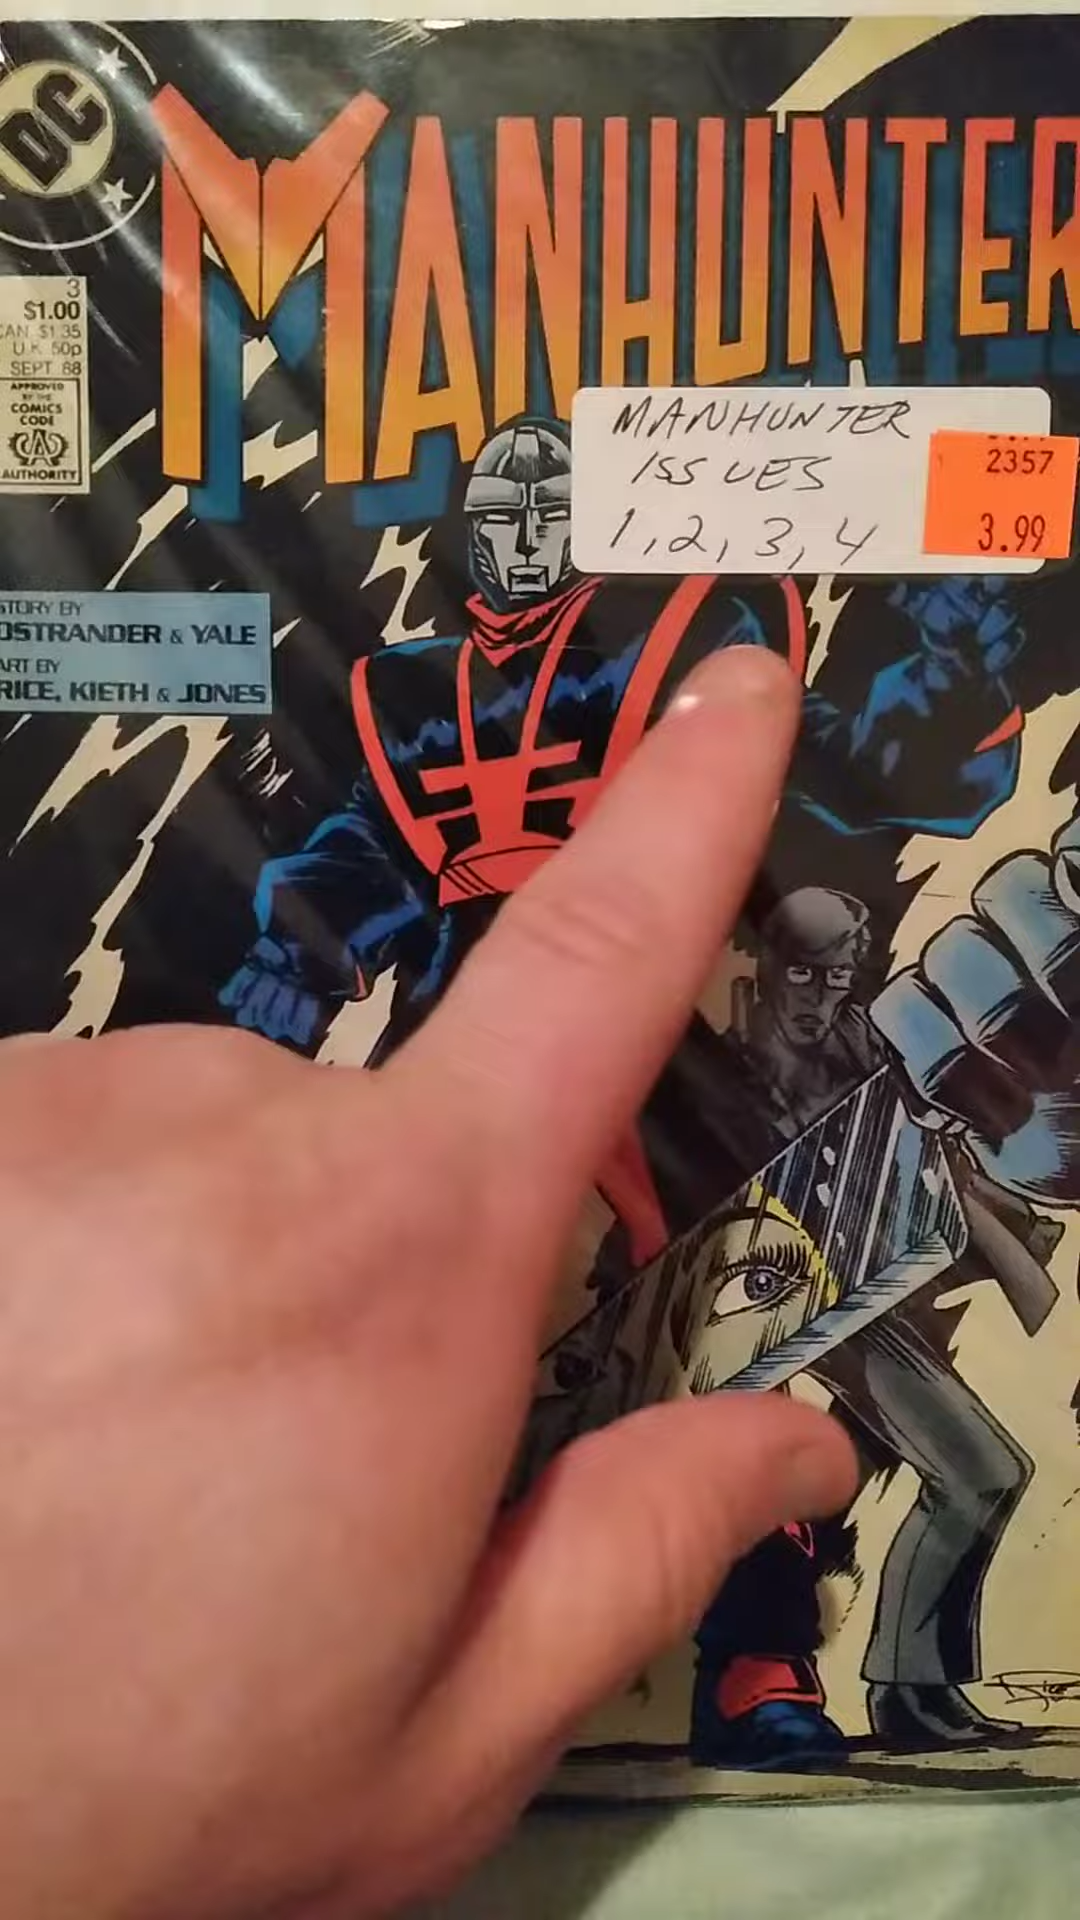 DC
MANHUNTER
3
$1.00
CAN. $1.35
U.K. 50p
SEPT. 88
APPROVED
BY THE
COMICS
CODE
A
AUTHORITY
MANHUNTER
ISSUES
1,2,3,4
2357
3.99
STORY BY
OSTRANDER & YALE
ART BY
RICE, KIETH & JONES
Rice